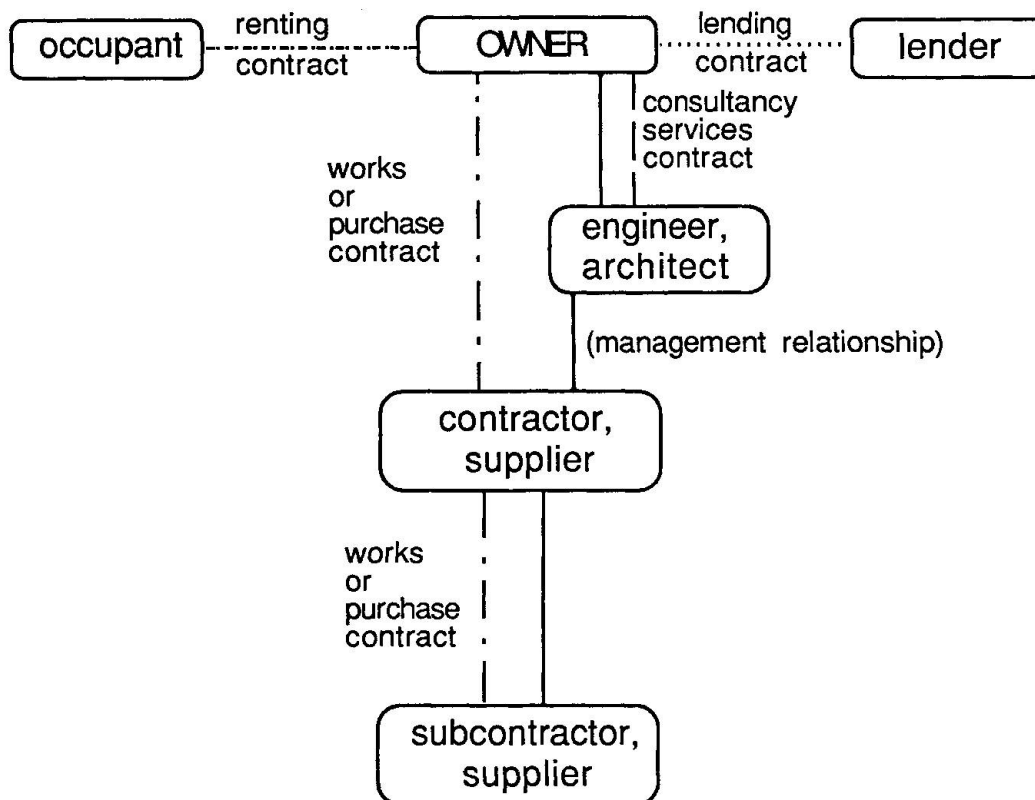 occupant
renting
contract
OWNER
lending
contract
lender
consultancy
services
contract
works
or
purchase
contract
engineer,
architect
(management relationship)
contractor,
supplier
works
or
purchase
contract
subcontractor,
supplier